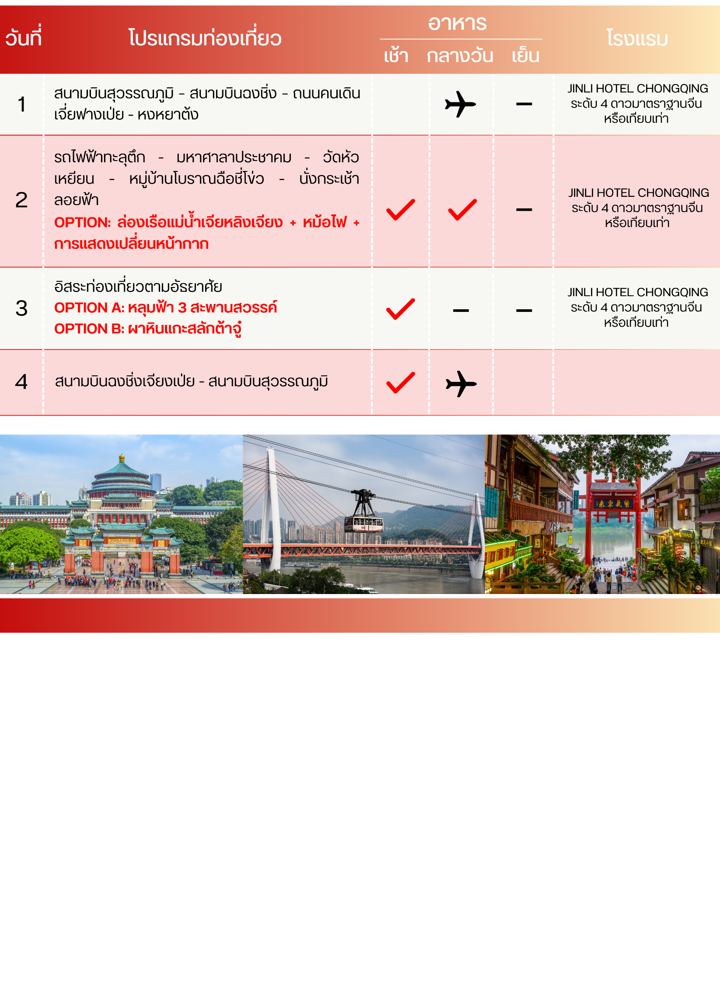 วันที่
โปรแกรมท่องเที่ยว
อาหาร
เช้า กลางวัน เย็น
โรงแรม
1
สนามบินสุวรรณภูมิ - สนามบินฉงชิ่ง - ถนนคนเดิน
เจี่ยฟางเป่ย - หงหยาต้ง
–
JINLI HOTEL CHONGQING
ระดับ 4 ดาวมาตราฐานจีน
หรือเทียบเท่า
2
รถไฟฟ้าทะลุตึก - มหาศาลาประชาคม - วัดหัว
เหยียน - หมู่บ้านโบราณฉือชี่โข่ว - นั่งกระเช้า
ลอยฟ้า
OPTION: ล่องเรือแม่น้ำเจียหลิงเจียง + หม้อไฟ +
การแสดงเปลี่ยนหน้ากาก
–
JINLI HOTEL CHONGQING
ระดับ 4 ดาวมาตราฐานจีน
หรือเทียบเท่า
3
อิสระท่องเที่ยวตามอัธยาศัย
OPTION A: หลุมฟ้า 3 สะพานสวรรค์
OPTION B: ผาหินแกะสลักต้าจู๋
– –
JINLI HOTEL CHONGQING
ระดับ 4 ดาวมาตราฐานจีน
หรือเทียบเท่า
4
สนามบินฉงชิ่งเจียงเป่ย - สนามบินสุวรรณภูมิ
紫氣東来